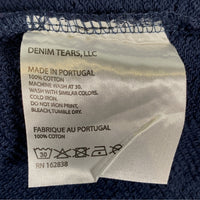 DENIM TEARS, LLC
MADE IN PORTUGAL
100% COTTON
MACHINE WASH AT 30.
WASH WITH SIMILAR COLORS.
COLD IRON.
DO NOT IRON PRINT,
BLEACH, TUMBLE DRY.
FABRIQUE AU PORTUGAL
100% COTTON
30
RN 162838